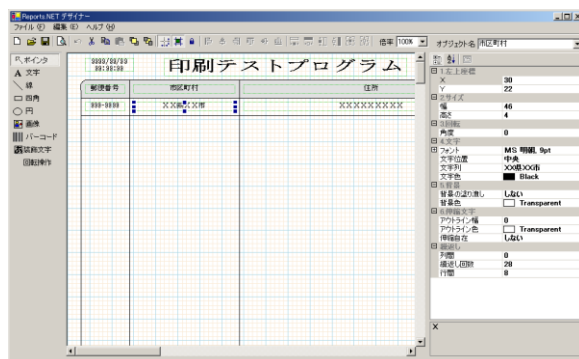 Reports.NET デザイナー
ファイル(F) 編集(E) ヘルプ(H)
倍率 100%
オブジェクト名 市区町村
ポインタ
A 文字
線
四角
円
画像
バーコード
装飾文字
回転操作
9999/99/99
99:99:99
印刷テストプログラム
郵便番号 市区町村 住所
999-9999 XX県XX市 XXXXXXXXX
1.左上座標
X 30
Y 22
2.サイズ
幅 46
高さ 4
3.回転
角度 0
4.文字
フォント MS 明朝, 9pt
文字位置 中央
文字列 XX県XX市
文字色 Black
5.背景
背景の塗り潰し しない
背景色 Transparent
6.伸縮文字
アウトライン幅 0
アウトライン色 Transparent
伸縮自在 しない
繰返し
列間 0
繰返し回数 20
行間 8
X